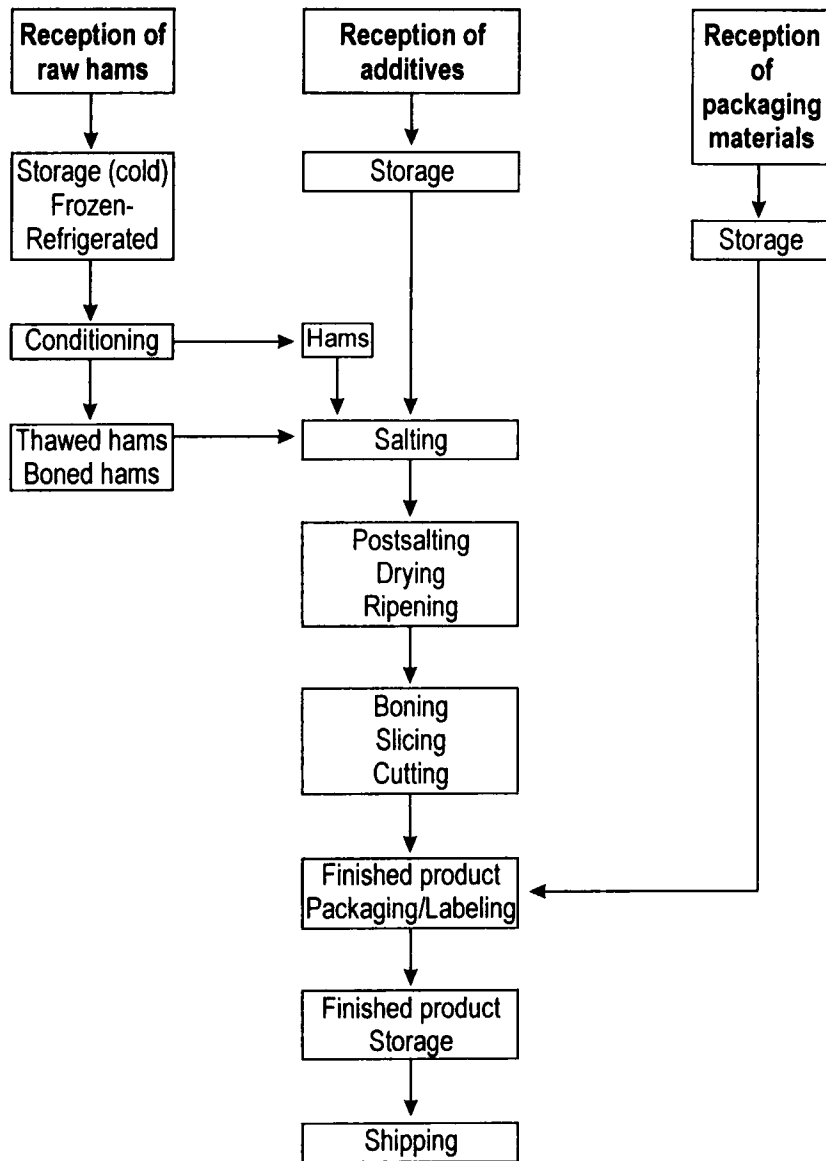 Reception of
raw hams
Reception of
additives
Reception
of
packaging
materials
Storage (cold)
Frozen-
Refrigerated
Storage
Storage
Conditioning
Hams
Thawed hams
Boned hams
Salting
Postsalting
Drying
Ripening
Boning
Slicing
Cutting
Finished product
Packaging/Labeling
Finished product
Storage
Shipping